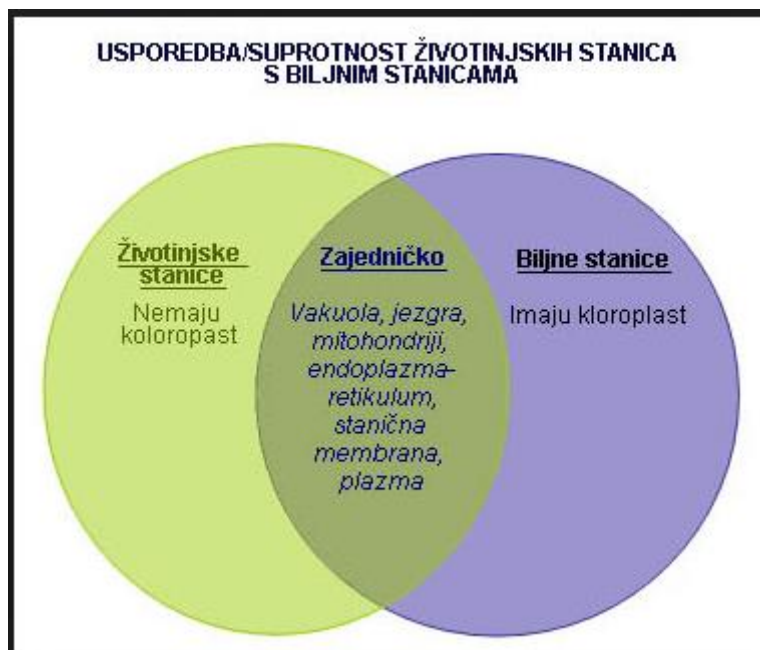 USPOREDBA/SUPROTNOST ŽIVOTINJSKIH STANICA
S BILJNIM STANICAMA
Životinjske
stanice
Nemaju
koloropast
Zajedničko
Vakuola, jezgra,
mitohondriji,
endoplazma-
retikulum,
stanična
membrana,
plazma
Biljne stanice
Imaju kloroplast